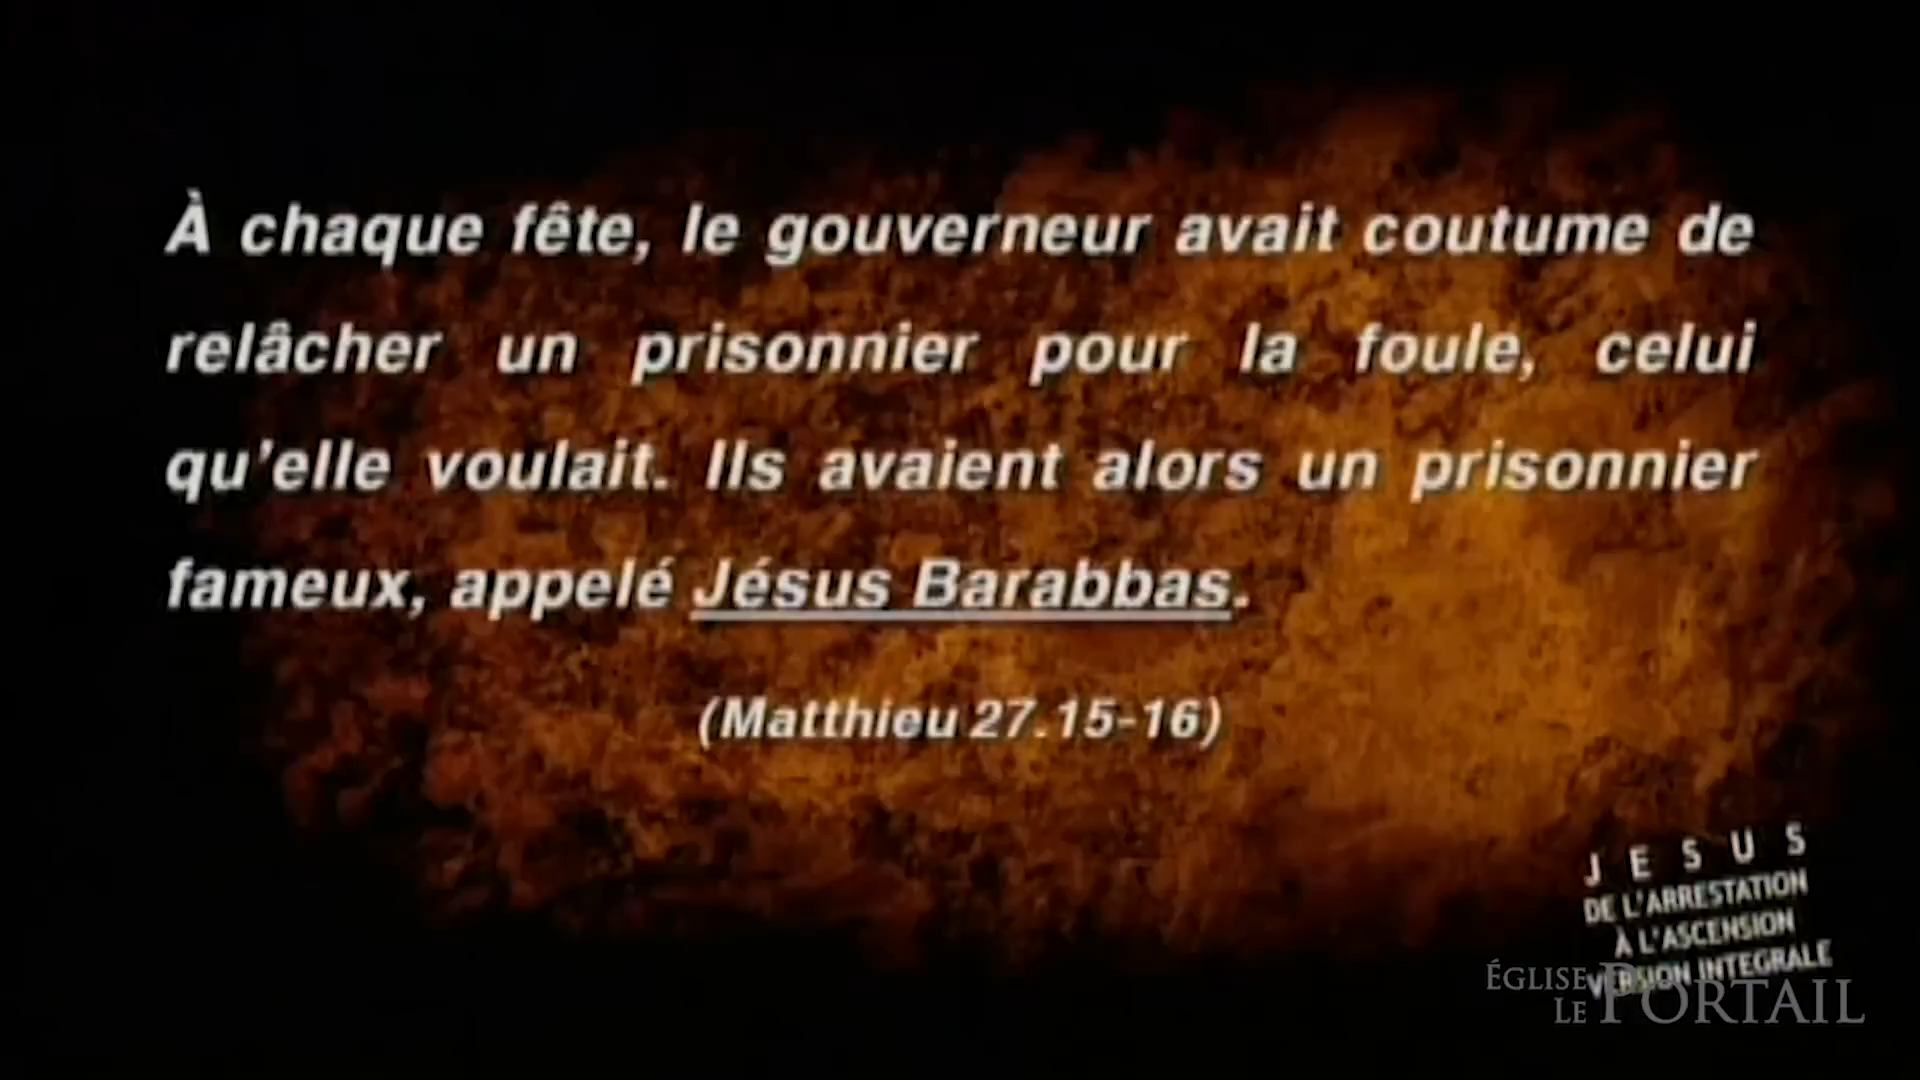 À chaque fête, le gouverneur avait coutume de
relâcher un prisonnier pour la foule, celui
qu'elle voulait. Ils avaient alors un prisonnier
fameux, appelé Jésus Barabbas.
(Matthieu 27.15-16)
JESUS
DE L'ARRESTATION
À L'ASCENSION
VERSION INTEGRALE
ÉGLISE
LE PORTAIL